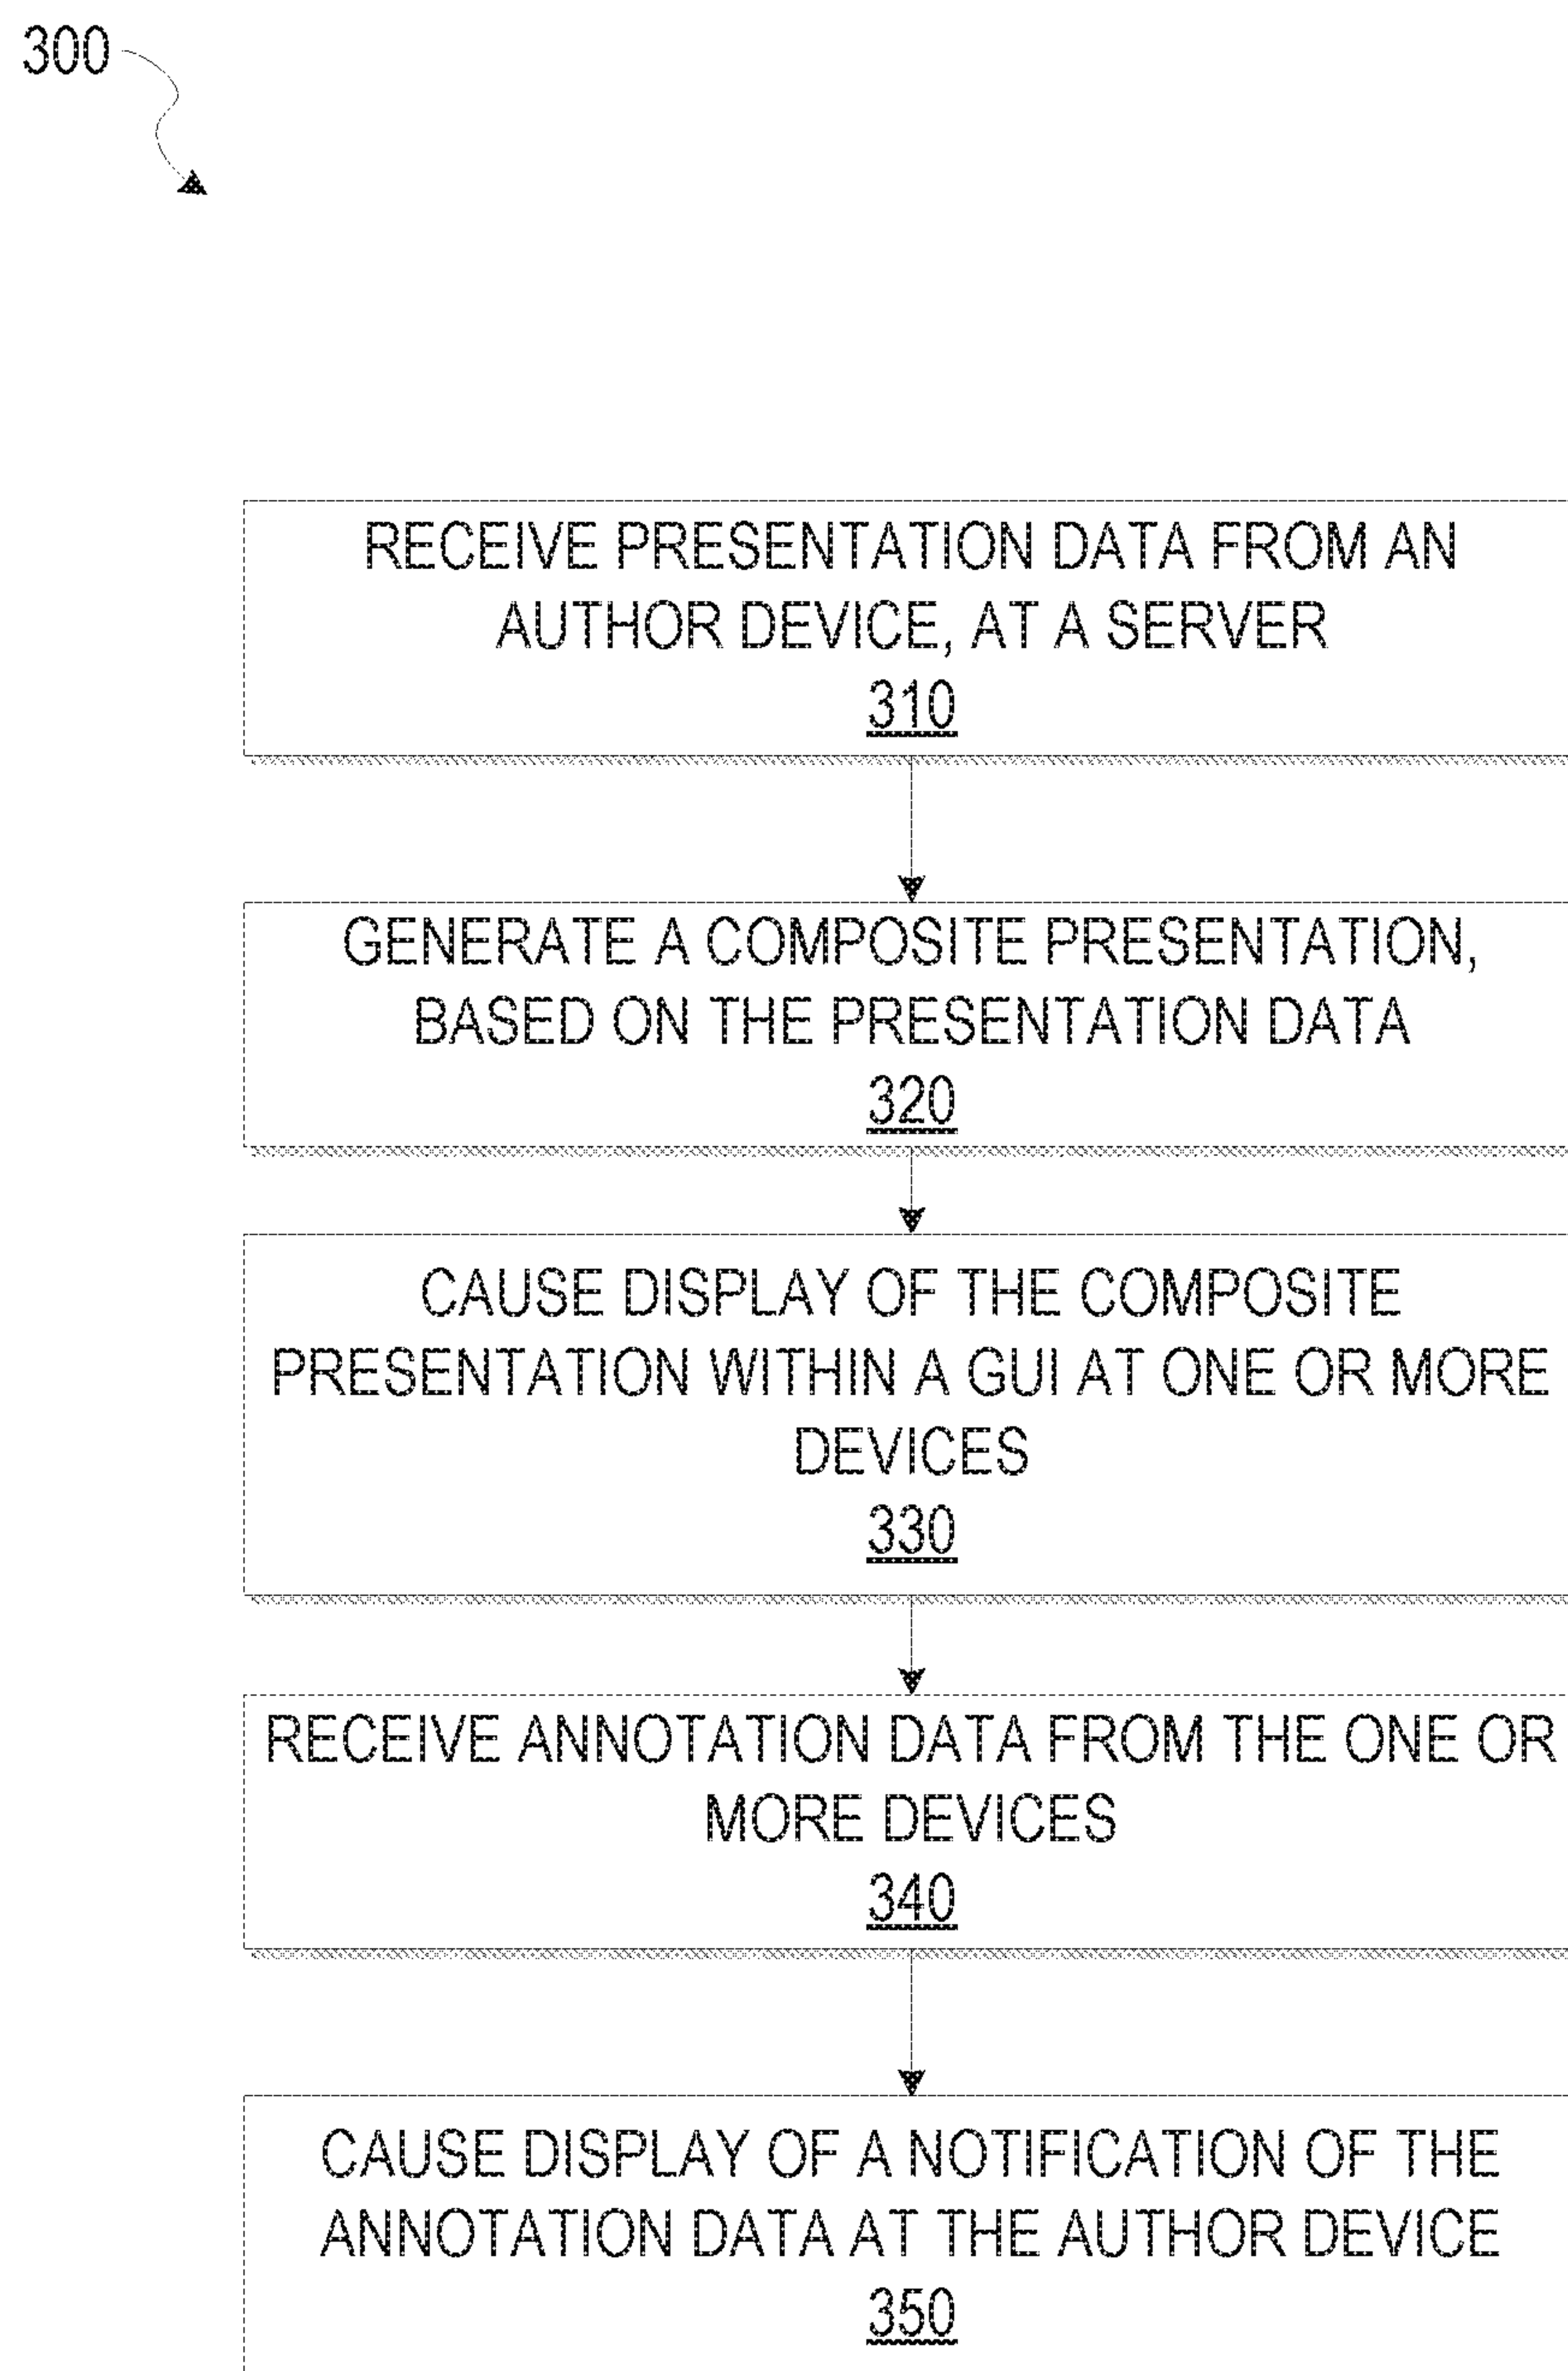 300
RECEIVE PRESENTATION DATA FROM AN
AUTHOR DEVICE, AT A SERVER
310
GENERATE A COMPOSITE PRESENTATION,
BASED ON THE PRESENTATION DATA
320
CAUSE DISPLAY OF THE COMPOSITE
PRESENTATION WITHIN A GUI AT ONE OR MORE
DEVICES
330
RECEIVE ANNOTATION DATA FROM THE ONE OR
MORE DEVICES
340
CAUSE DISPLAY OF A NOTIFICATION OF THE
ANNOTATION DATA AT THE AUTHOR DEVICE
350